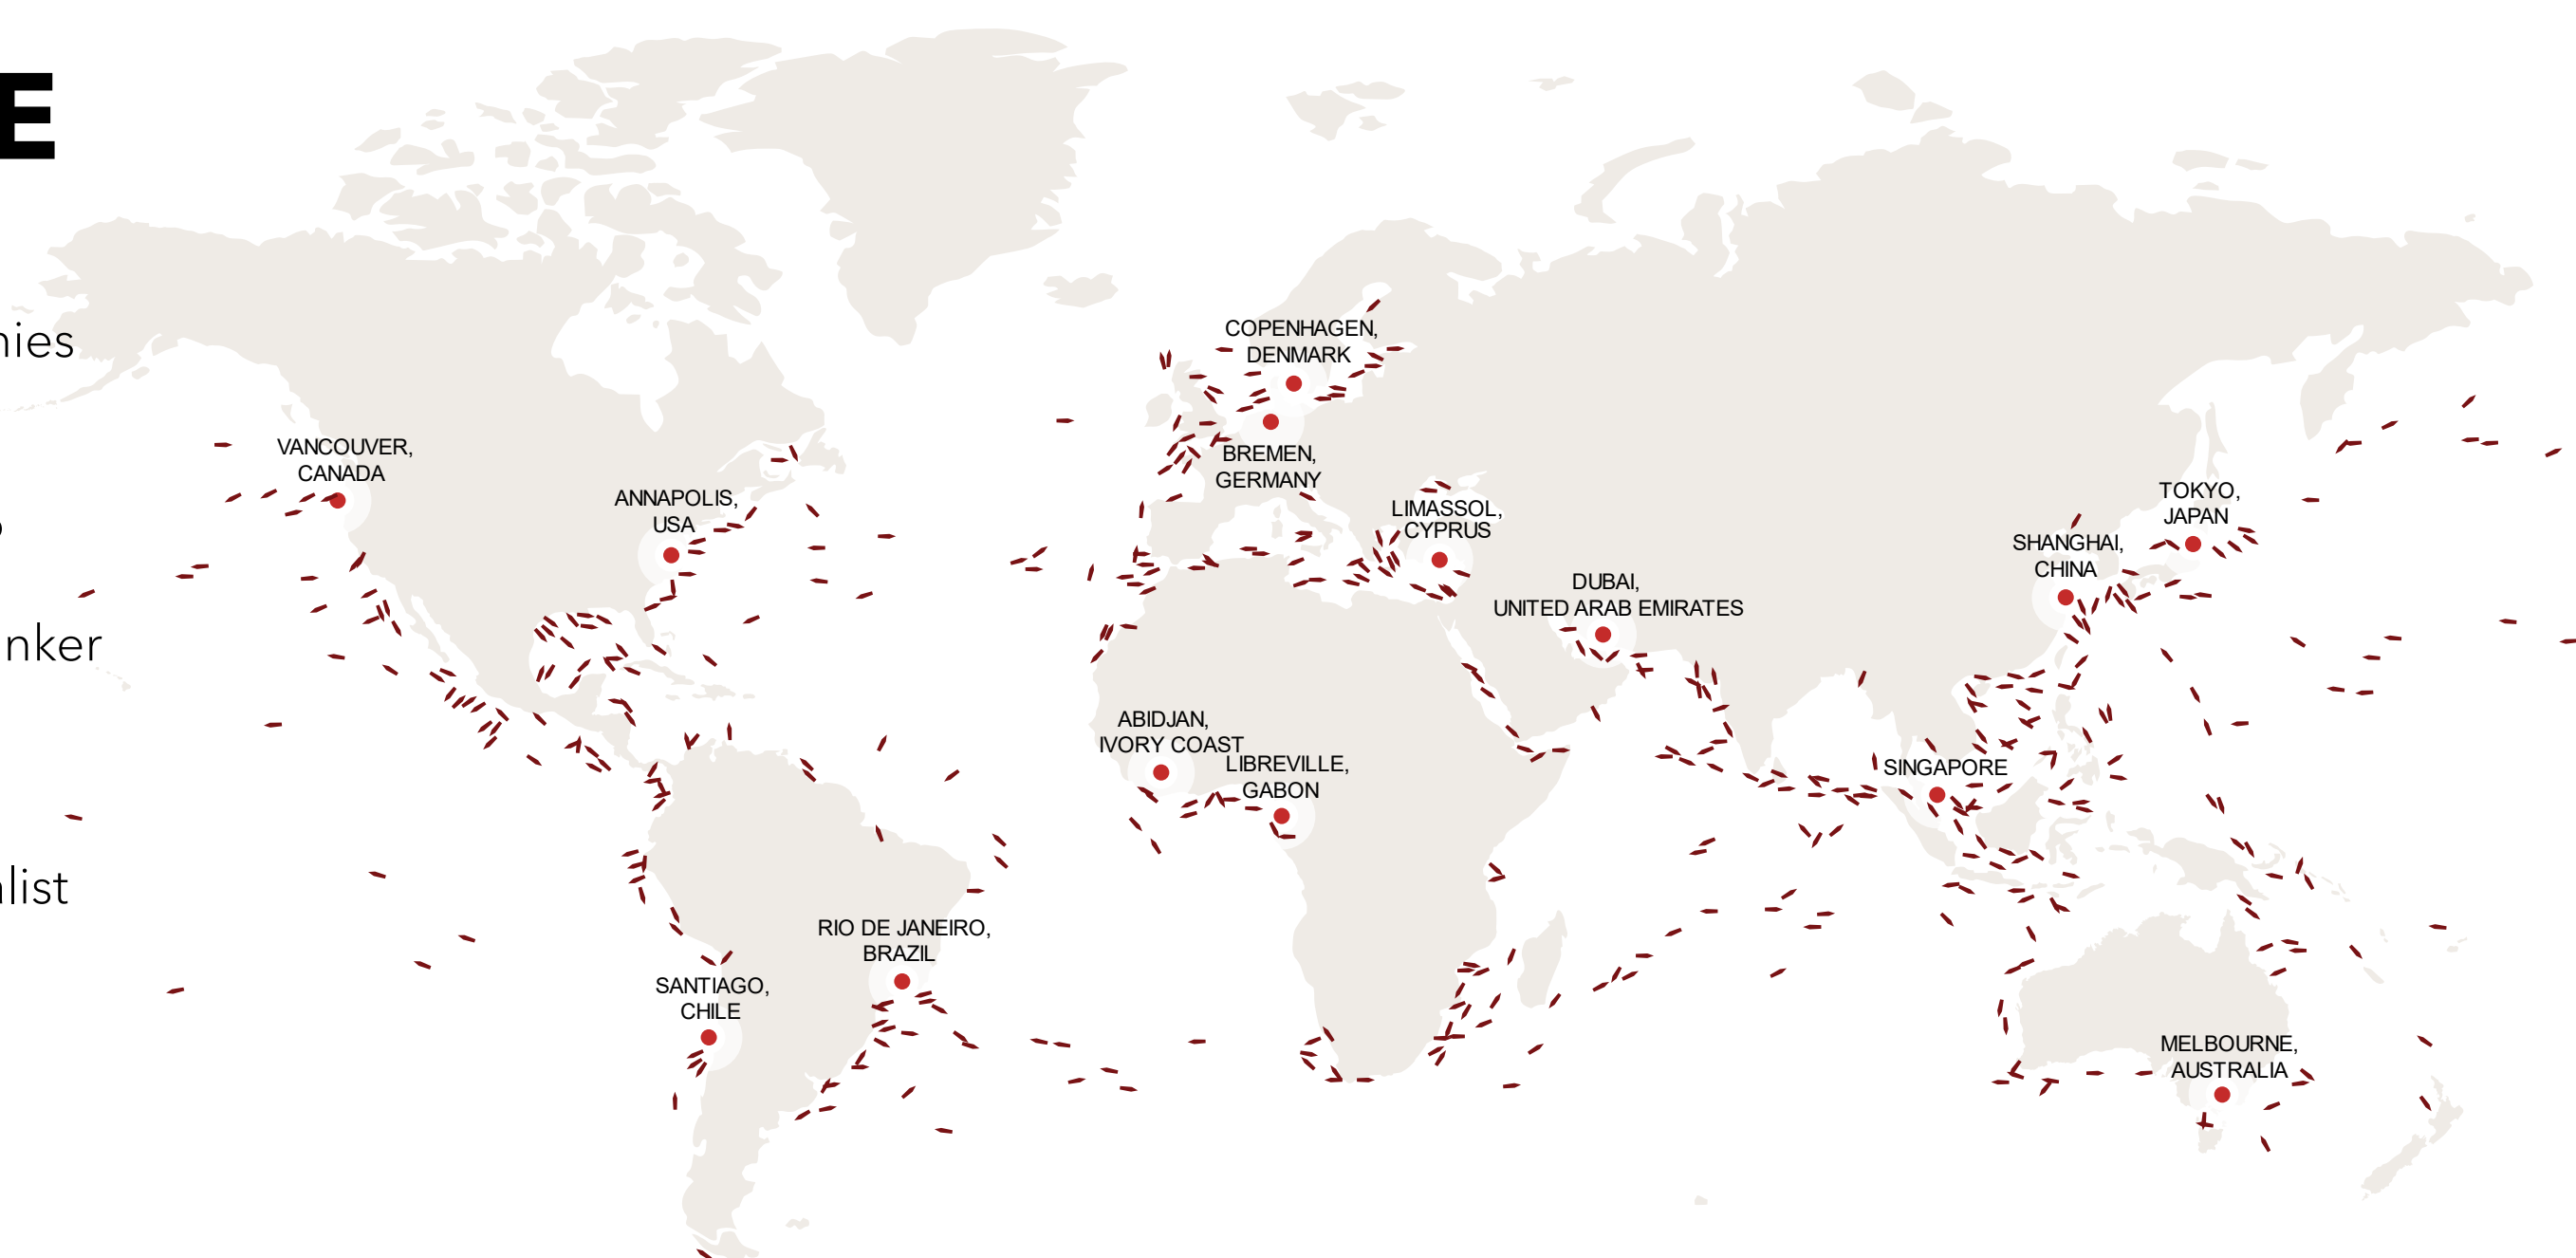 E
VANCOUVER,
CANADA
ANNAPOLIS,
USA
COPENHAGEN,
DENMARK
BREMEN,
GERMANY
LIMASSOL,
CYPRUS
DUBAI,
UNITED ARAB EMIRATES
TOKYO,
JAPAN
SHANGHAI,
CHINA
ABIDJAN,
IVORY COAST
LIBREVILLE,
GABON
SINGAPORE
RIO DE JANEIRO,
BRAZIL
SANTIAGO,
CHILE
MELBOURNE,
AUSTRALIA
nies
nker
list